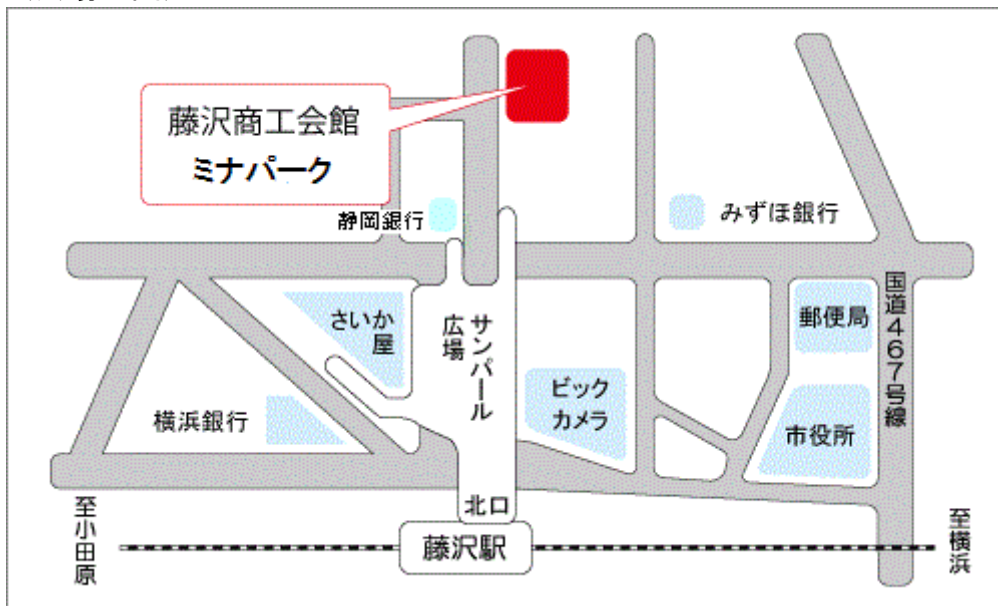 藤沢商工会館
ミナパーク
静岡銀行
みずほ銀行
さいか
屋
サンパール
広場
国道467号線
郵便局
ビック
カメラ
横浜銀行
市役所
北口
至小田原
藤沢駅
至横浜